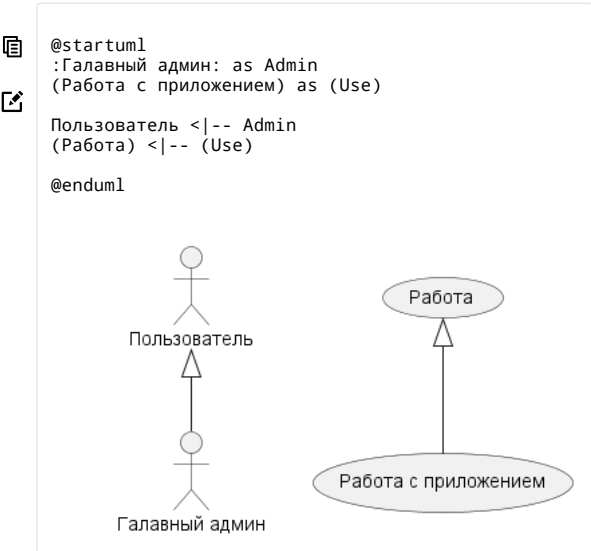 @startuml
:Галавный админ: as Admin
(Работа с приложением) as (Use)
Пользователь <|-- Admin
(Работа) <|-- (Use)
@enduml
Работа
Пользователь
Работа с приложением
Галавный админ